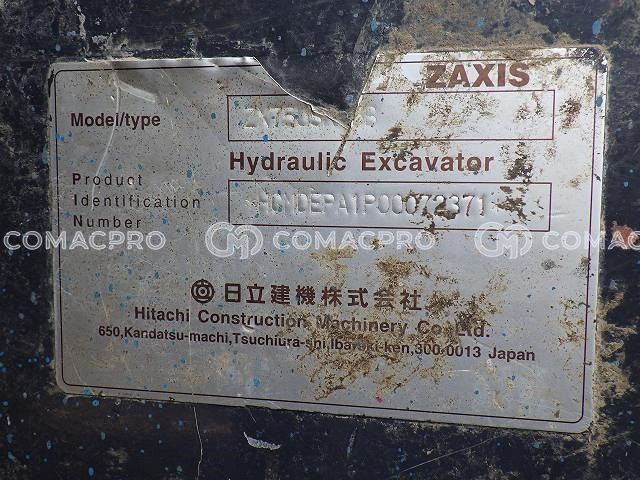 ZAXIS
Model/type
Hydraulic Excavator
Product
Identification
Number
COMACPRO COMACPRO COMACPRO
日立建機株式会社
Hitachi Construction Machinery Co., Ltd.
650,Kandatsu-machi,Tsuchiura-shi,Ibaraki-ken,300-0013 Japan